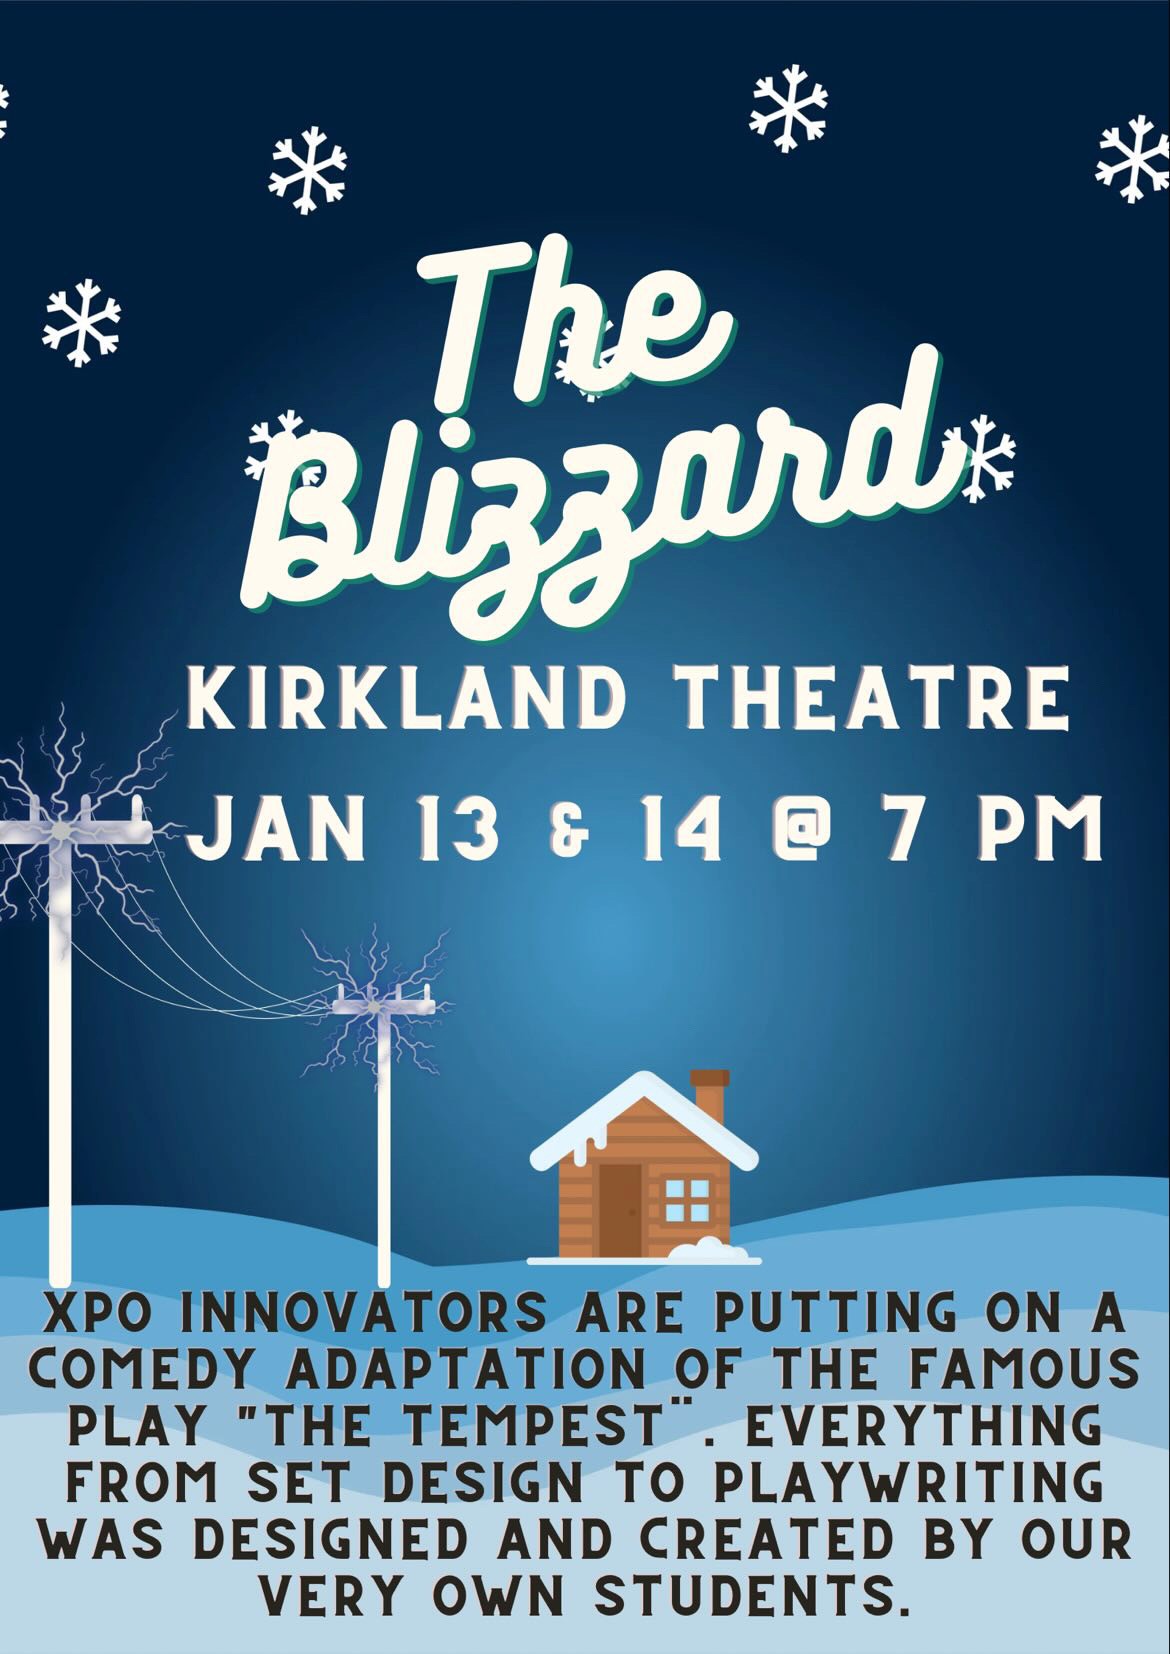 The
Blizzard
KIRKLAND THEATRE
JAN 13 & 14 @ 7 PM
XPO INNOVATORS ARE PUTTING ON A
COMEDY ADAPTATION OF THE FAMOUS
PLAY "THE TEMPEST¨. EVERYTHING
FROM SET DESIGN TO PLAYWRITING
WAS DESIGNED AND CREATED BY OUR
VERY OWN STUDENTS.